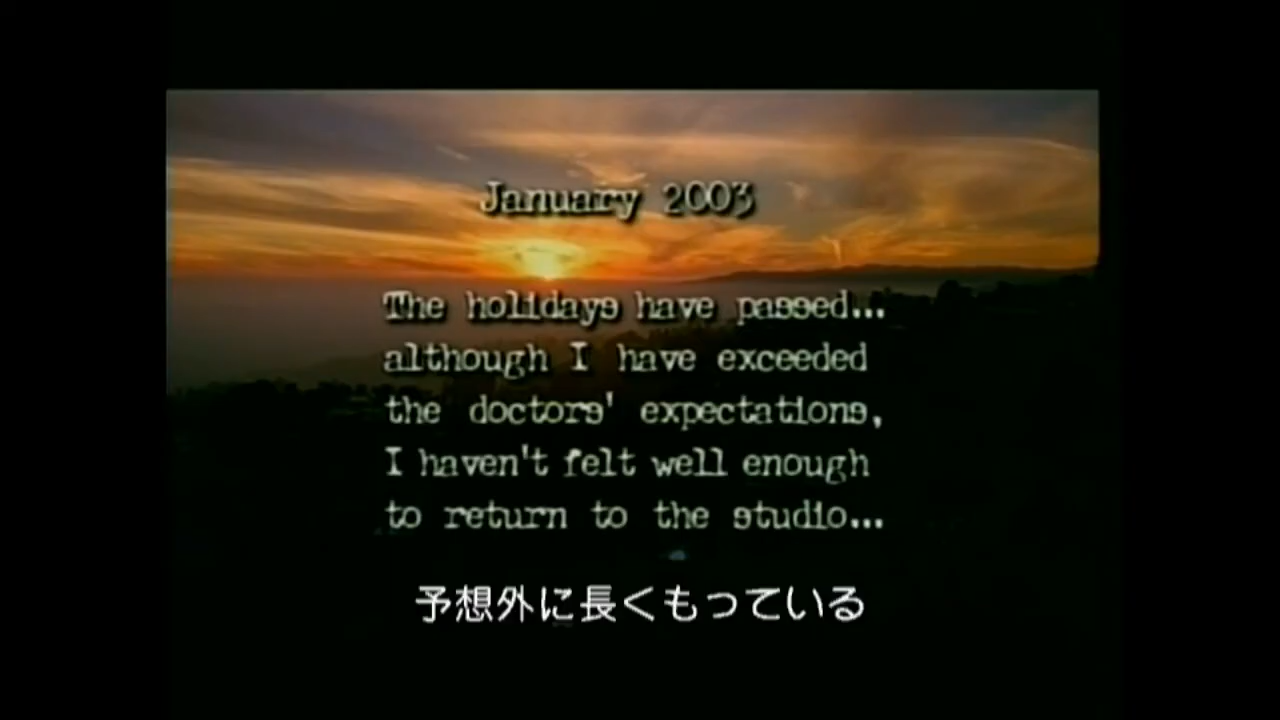 January 2003
The holidays have passed...
although I have exceeded
the doctors' expectations,
I haven't felt well enough
to return to the studio...
予想外に長くもっている